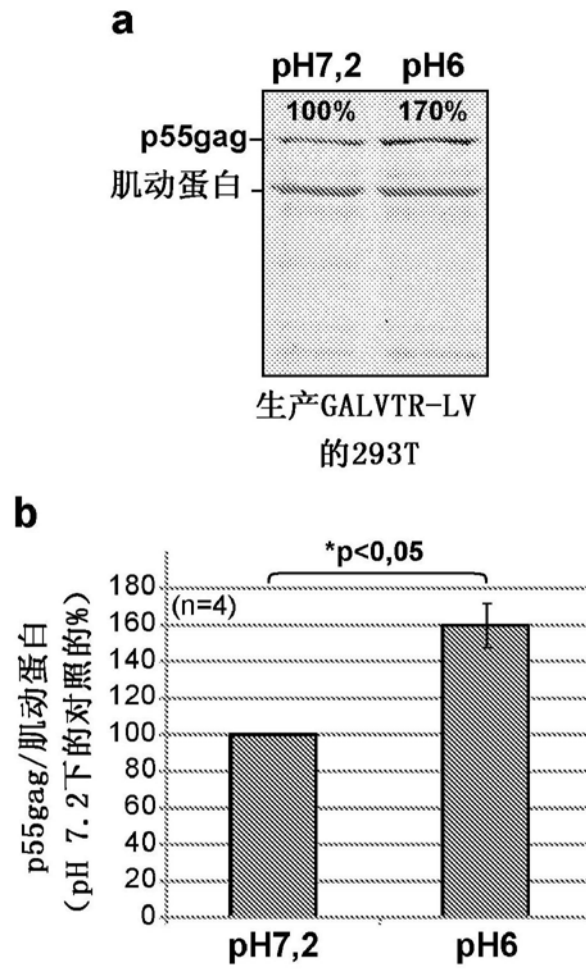 a
pH7,2 pH6
100% 170%
p55gag
肌动蛋白
生产GALVTR-LV
的293T
b
*p<0,05
(n=4)
p55gag/肌动蛋白
(pH 7.2下的对照的%)
180
160
140
120
100
80
60
40
20
0
pH7,2 pH6